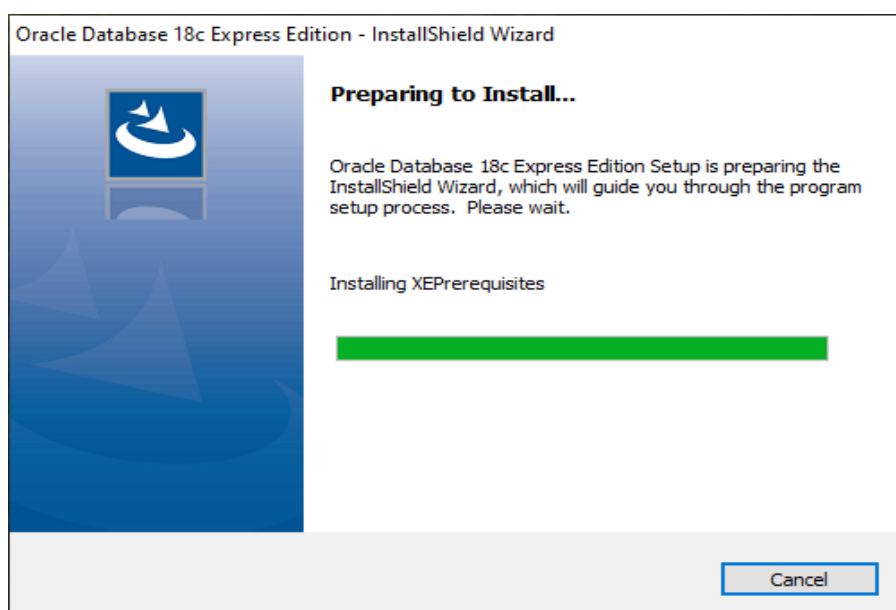 Oracle Database 18c Express Edition - InstallShield Wizard
Preparing to Install...
Oracle Database 18c Express Edition Setup is preparing the
InstallShield Wizard, which will guide you through the program
setup process. Please wait.
Installing XEPrerequisites
Cancel